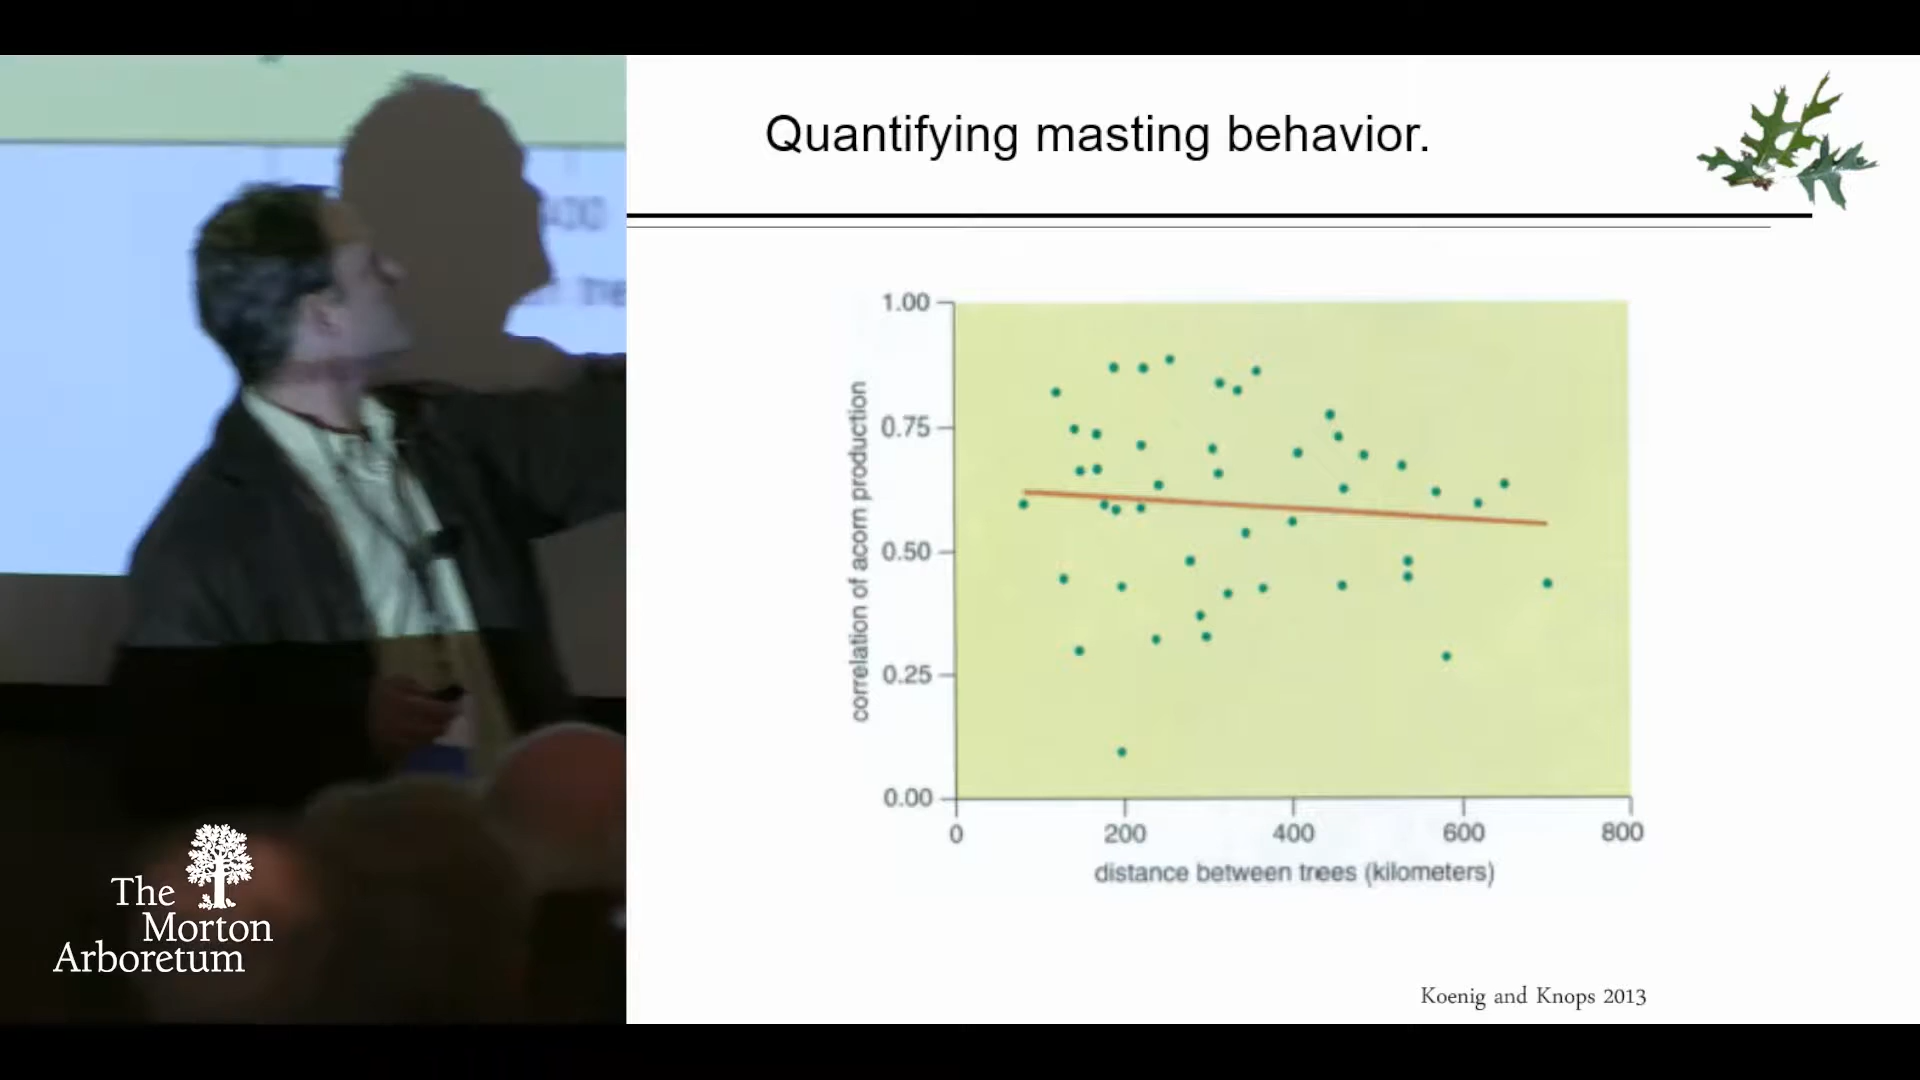 Quantifying masting behavior.
1.00
0.75
0.50
0.25
0.00
correlation of acorn production
0
200
400
600
800
distance between trees (kilometers)
Koenig and Knops 2013
The
Morton
Arboretum